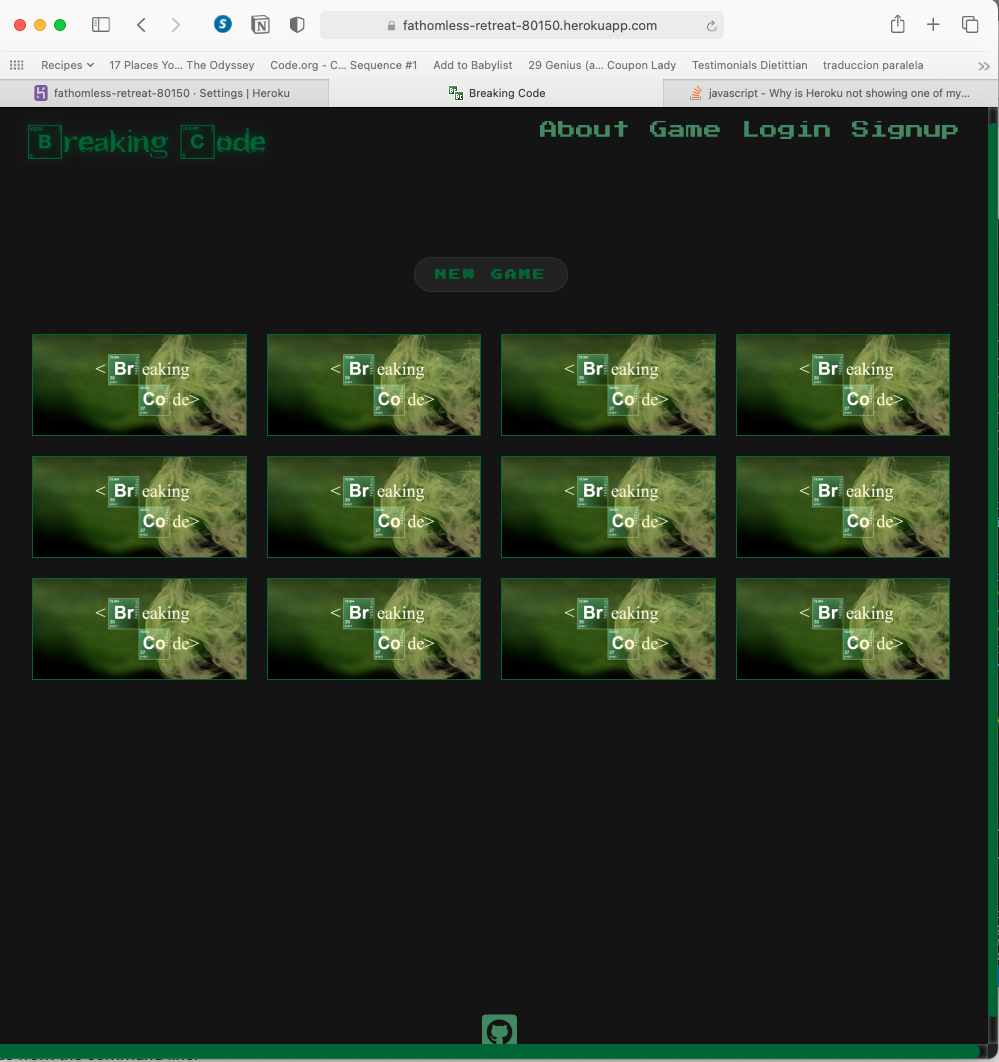 fathomless-retreat-80150.herokuapp.com
Recipes 17 Places Yo... The Odyssey Code.org - C... Sequence #1 Add to Babylist 29 Genius (a... Coupon Lady Testimonials Dietittian traduccion paralela
fathomless-retreat-80150 · Settings | Heroku Breaking Code javascript - Why is Heroku not showing one of my...
Breaking Code About Game Login Signup
NEW GAME
< Br eaking < Br eaking < Br eaking < Br eaking
Co de> Co de> Co de> Co de>
< Br eaking < Br eaking < Br eaking < Br eaking
Co de> Co de> Co de> Co de>
< Br eaking < Br eaking < Br eaking < Br eaking
Co de> Co de> Co de> Co de>